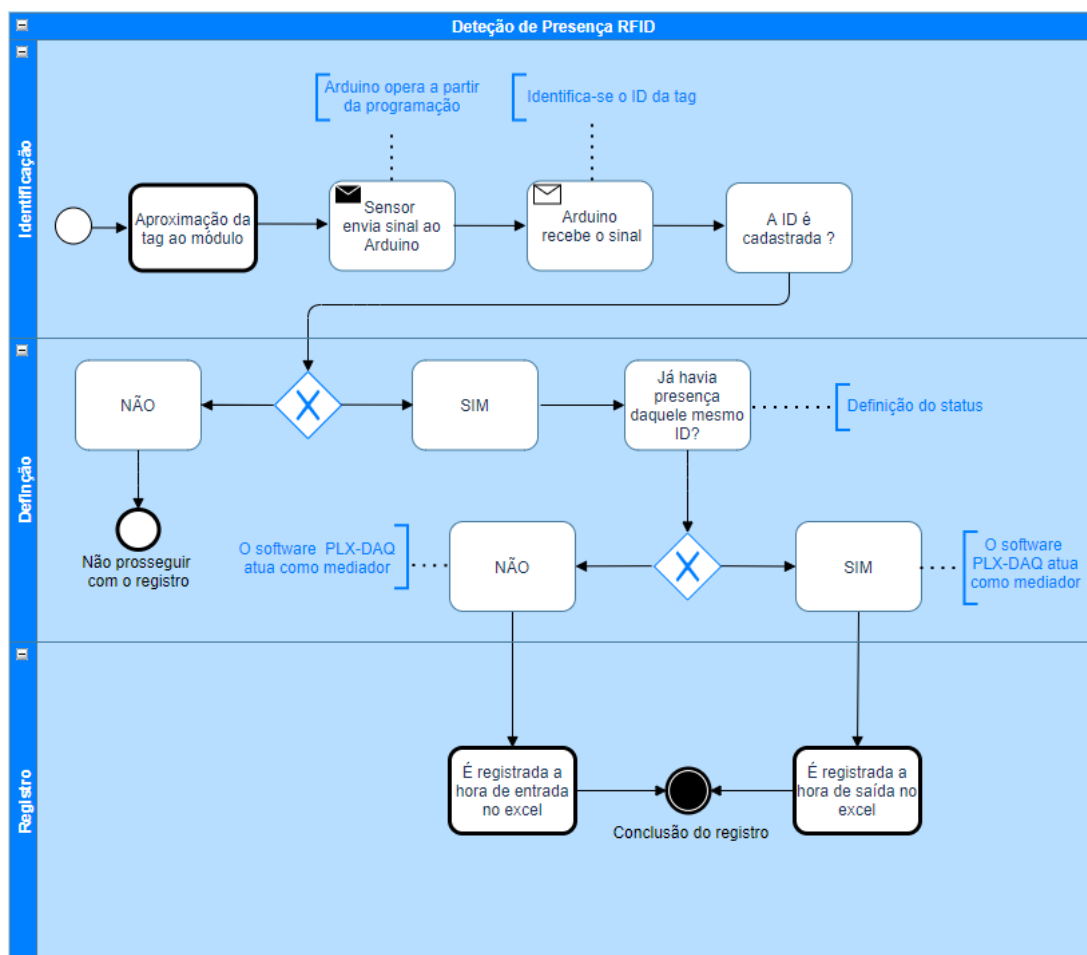 Deteção de Presença RFID
Identificação
Arduino opera a partir
da programação
Identifica-se o ID da tag
Aproximação da
tag ao módulo
Sensor
envia sinal ao
Arduino
Arduino
recebe o sinal
A ID é
cadastrada ?
Definção
NÃO
SIM
Já havia
presença
daquele mesmo
ID?
Definição do status
Não prosseguir
com o registro
O software PLX-DAQ
atua como mediador
NÃO
SIM
O software
PLX-DAQ atua
como mediador
Registro
É registrada a
hora de entrada
no excel
Conclusão do registro
É registrada a
hora de saída no
excel